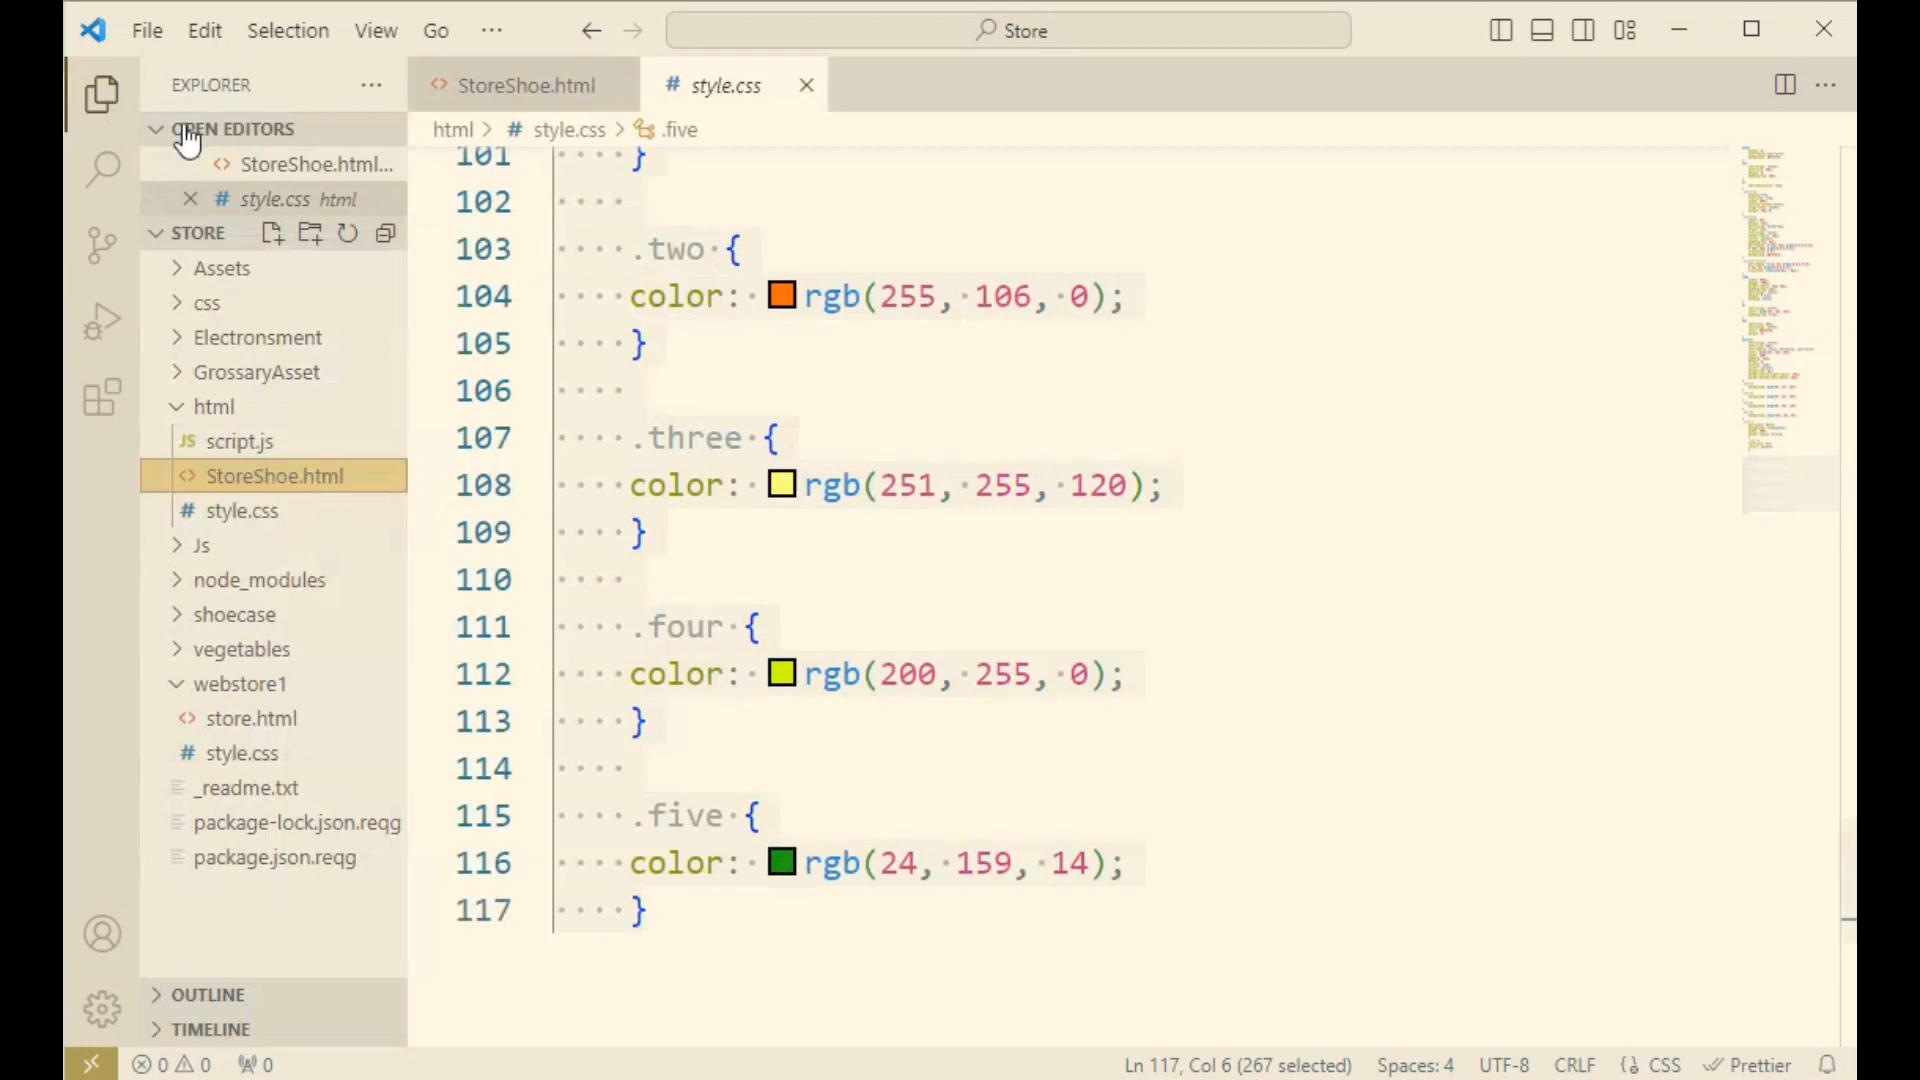 File Edit Selection View Go ··· Store
EXPLORER ···
OPEN EDITORS
StoreShoe.html...
style.css html
STORE
Assets
css
Electronsment
GrossaryAsset
html
JS script.js
StoreShoe.html
# style.css
Js
node_modules
shoecase
vegetables
webstore1
store.html
# style.css
_readme.txt
package-lock.json.reqg
package.json.reqg
OUTLINE
TIMELINE
StoreShoe.html # style.css
html > # style.css > .five
101 }
102
103 .two {
104 color: rgb(255, 106, 0);
105 }
106
107 .three {
108 color: rgb(251, 255, 120);
109 }
110
111 .four {
112 color: rgb(200, 255, 0);
113 }
114
115 .five {
116 color: rgb(24, 159, 14);
117 }
0 0 0 Ln 117, Col 6 (267 selected) Spaces: 4 UTF-8 CRLF {} CSS Prettier